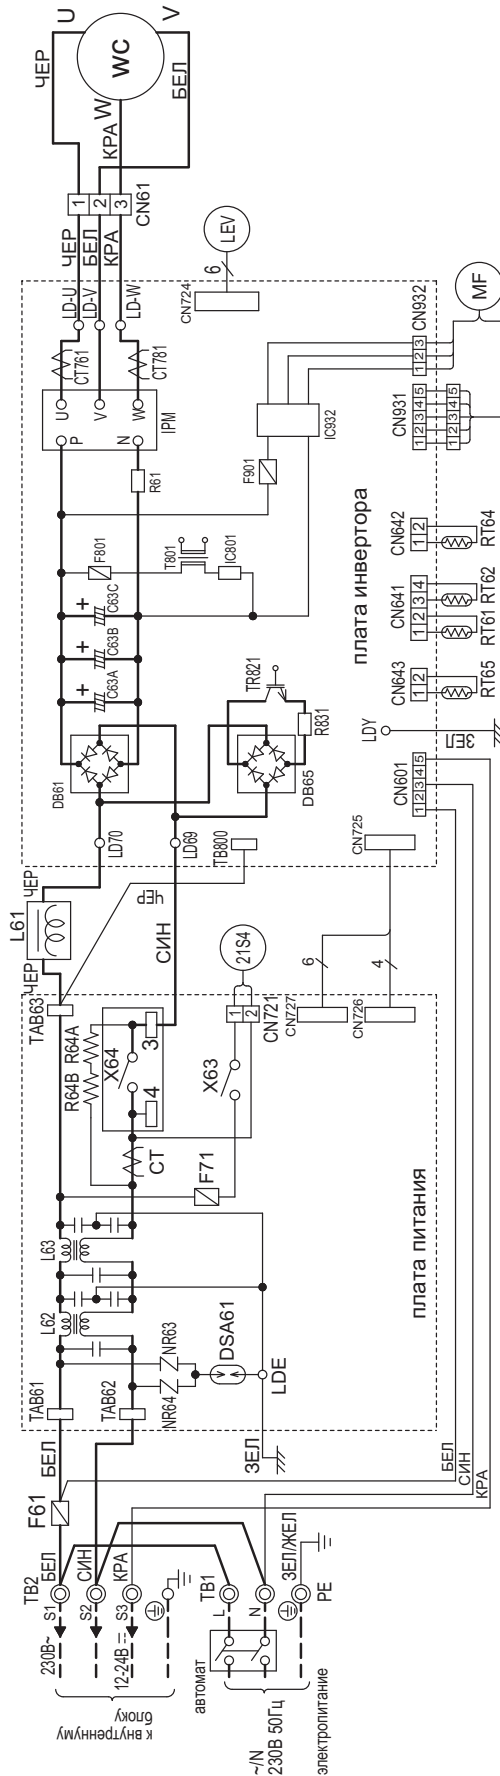 U
V
ЧЕР
WC
W
КРА
БЕЛ
1
2
3
CN61
ЧЕР
БЕЛ
КРА
LD-U
LD-V
LD-W
CT761
CT781
U
V
W
P
N
IPM
R61
CN724
6
LEV
F901
IC932
CN932
1 2 3
MF
CN931
1 2 3 4 5
1 2 3 4 5
F801
T801
IC801
C63A
+
C63B
+
C63C
+
DB61
DB65
TR821
R831
плата инвертора
CN642
1 2
RT64
CN641
1 2 3 4
RT61
RT62
CN643
1 2
RT65
LDY
ЗЕЛ
CN601
1 2 3 4 5
LD70
LD69
TB800
CN725
ЧЕР
L61
ЧЕР
ЧЕР
СИН
6
4
TAB63
R64B
R64A
X64
4
3
CT
21S4
1
2
CN721
X63
F71
CN727
CN726
L63
L62
NR63
NR64
DSA61
LDE
ЗЕЛ
плата питания
TAB61
TAB62
БЕЛ
F61
БЕЛ
СИН
КРА
TB2
S1
S2
S3
БЕЛ
СИН
КРА
230В~
12-24В
к внутреннему
блоку
TB1
L
N
PE
ЗЕЛ/ЖЕЛ
автомат
~/N
230В 50Гц
электропитание